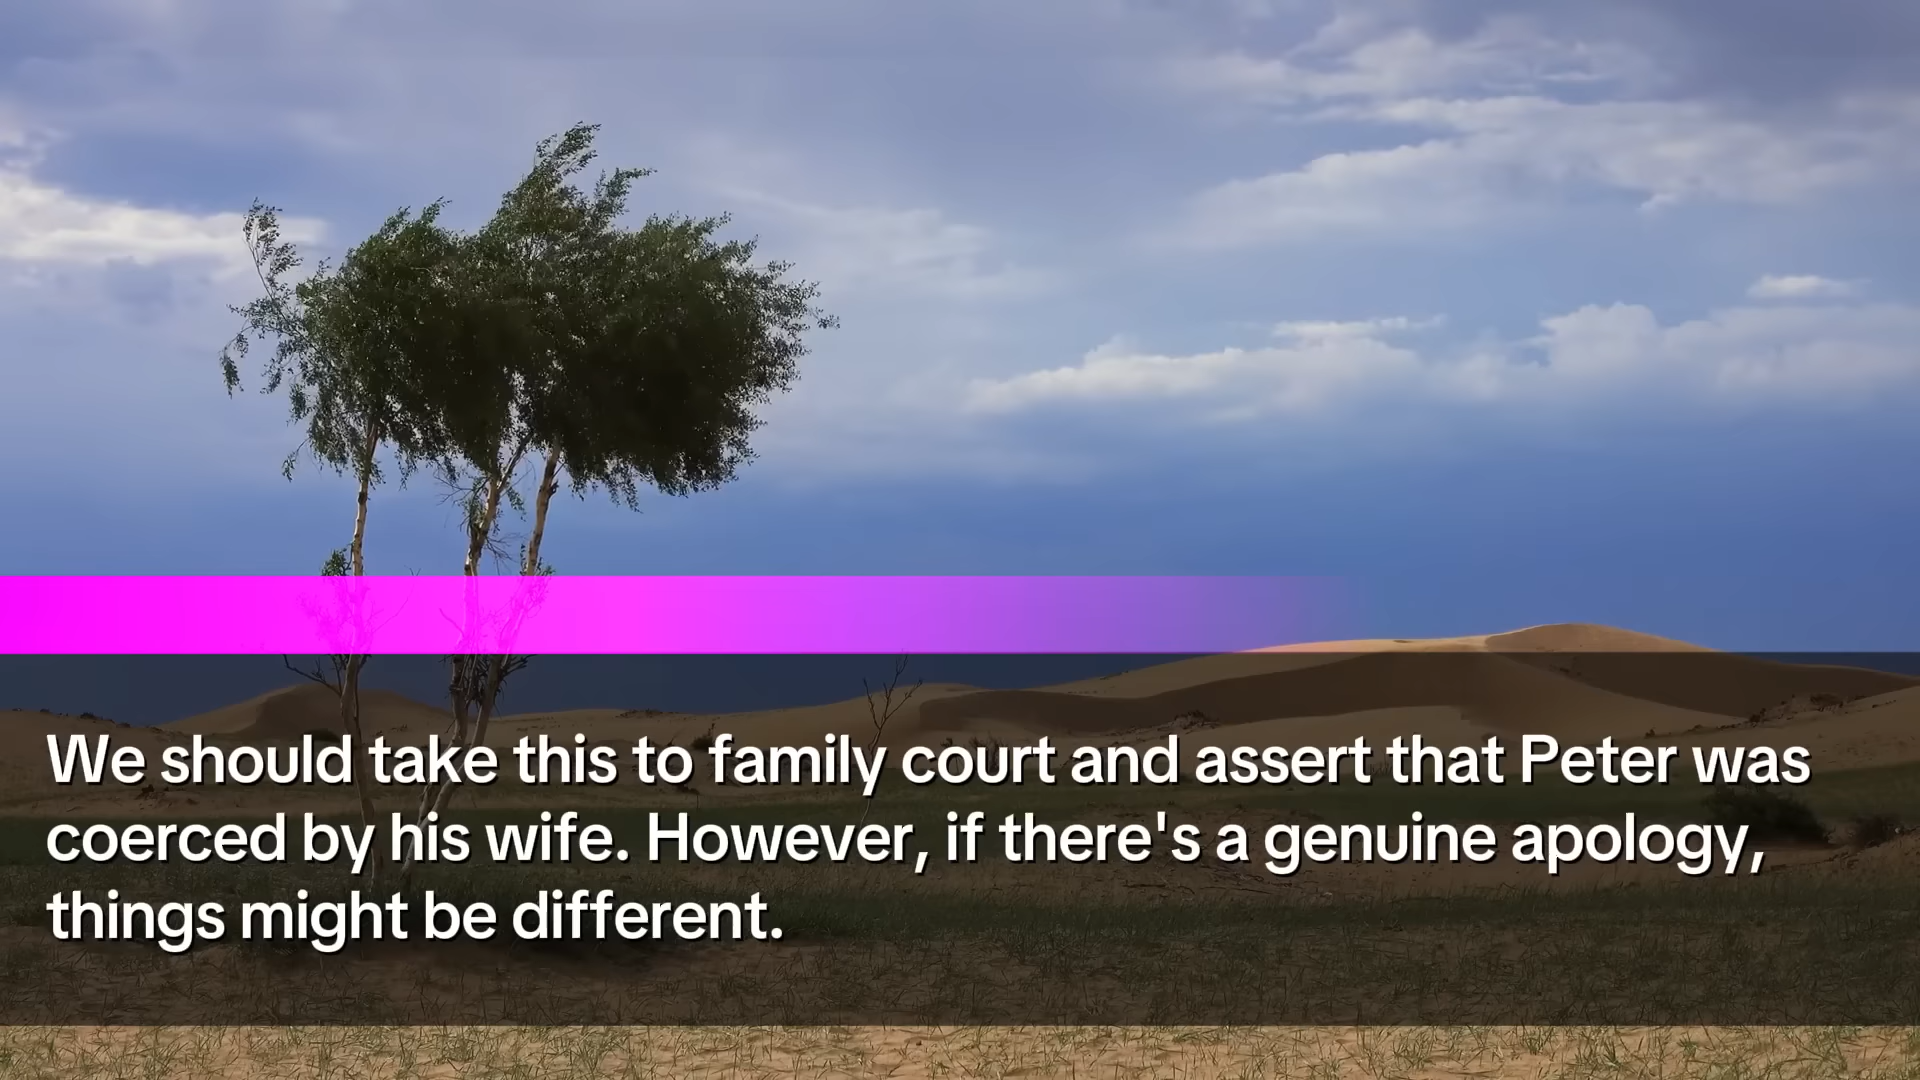 We should take this to family court and assert that Peter was
coerced by his wife. However, if there's a genuine apology,
things might be different.